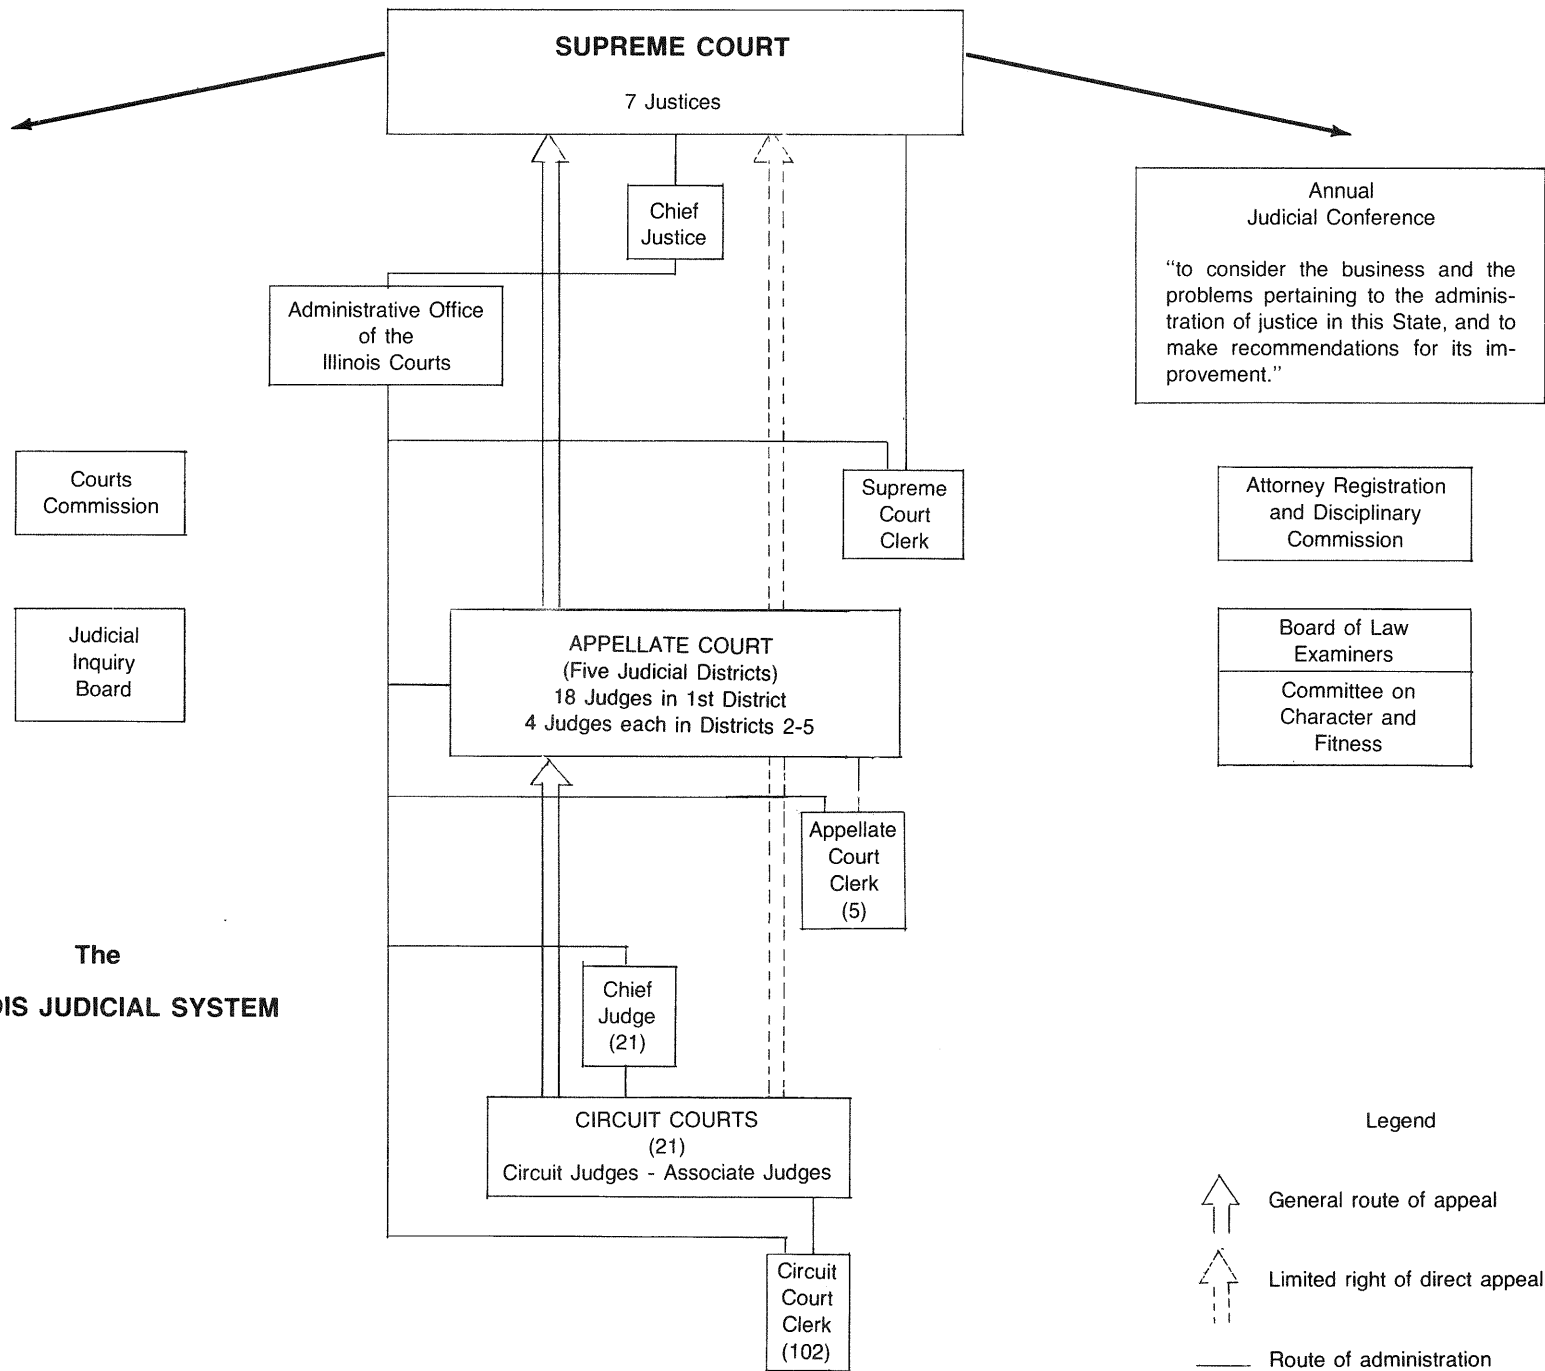 SUPREME COURT
7 Justices
Chief
Justice
Administrative Office
of the
Illinois Courts
Annual
Judicial Conference
“to consider the business and the
problems pertaining to the adminis-
tration of justice in this State, and to
make recommendations for its im-
provement.”
Courts
Commission
Supreme
Court
Clerk
Attorney Registration
and Disciplinary
Commission
Judicial
Inquiry
Board
APPELLATE COURT
(Five Judicial Districts)
18 Judges in 1st District
4 Judges each in Districts 2-5
Board of Law
Examiners
Committee on
Character and
Fitness
Appellate
Court
Clerk
(5)
The
OIS JUDICIAL SYSTEM
Chief
Judge
(21)
CIRCUIT COURTS
(21)
Circuit Judges - Associate Judges
Circuit
Court
Clerk
(102)
Legend
General route of appeal
Limited right of direct appeal
Route of administration